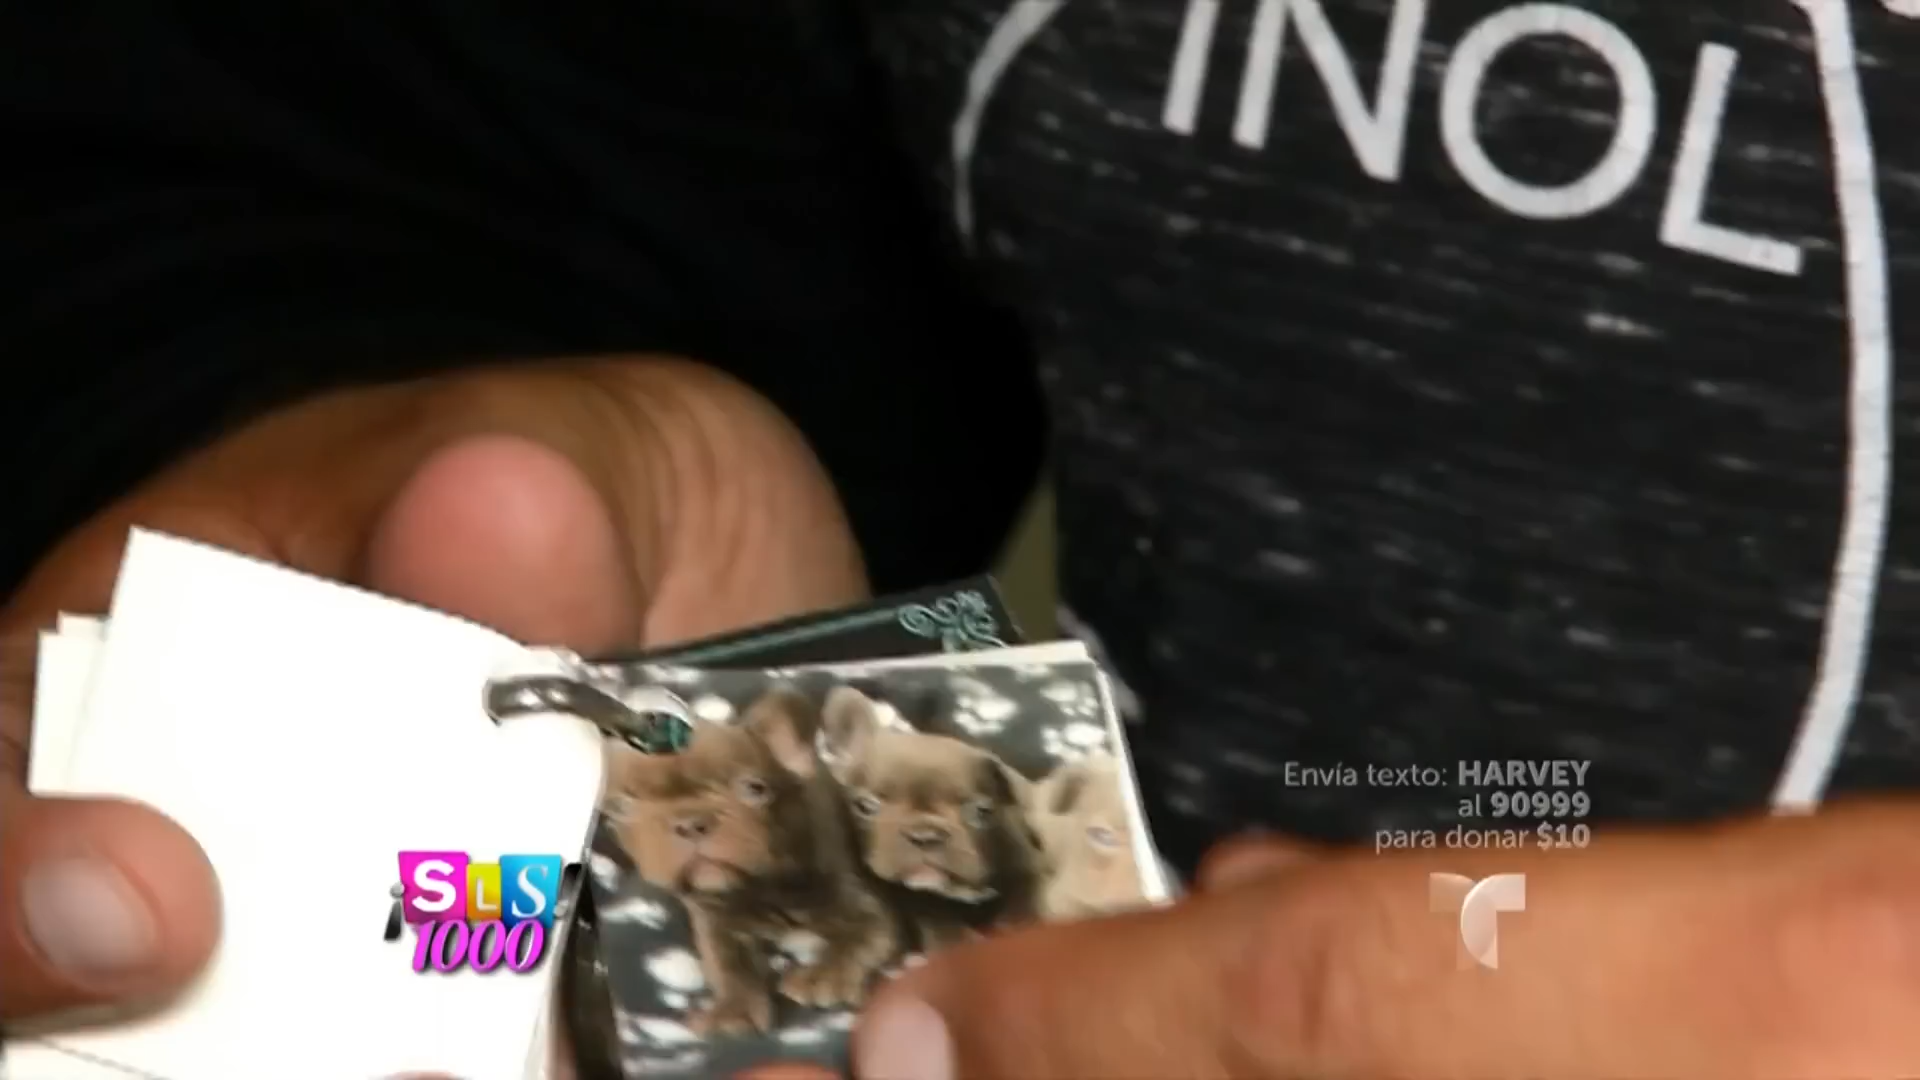 INOL
Envía texto: HARVEY
al 90999
para donar $10
¡SLS!
1000